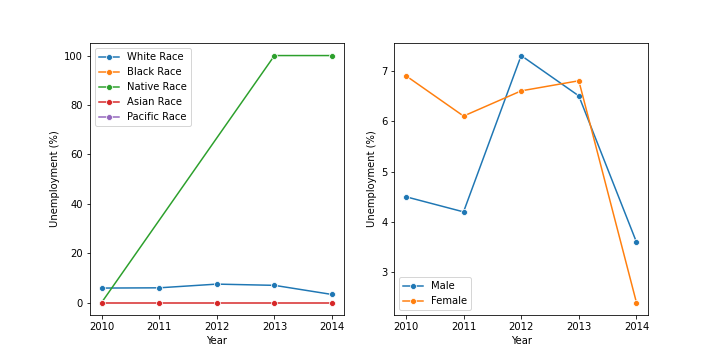 100
80
60
40
20
0
Unemployment (%)
White Race
Black Race
Native Race
Asian Race
Pacific Race
2010 2011 2012 2013 2014
Year
7
6
5
4
3
Unemployment (%)
Male
Female
2010 2011 2012 2013 2014
Year